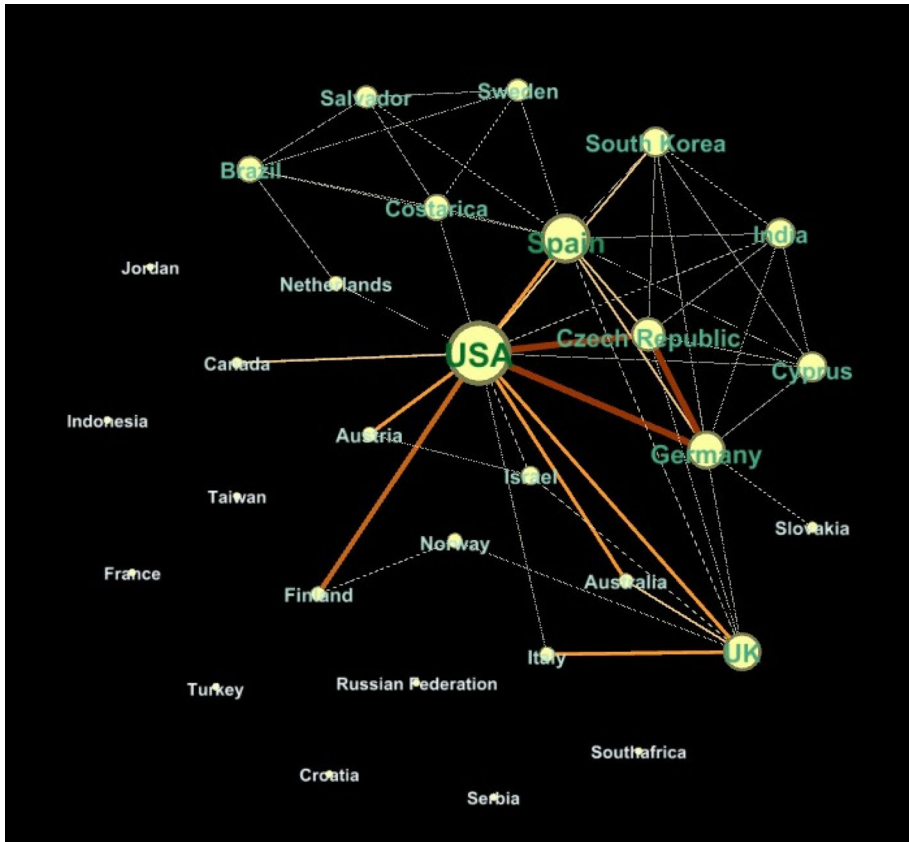 Sweden
Salvador
South Korea
Brazil
Costarica
India
Spain
Jordan
Netherlands
Czech Republic
USA
Canada
Cyprus
Indonesia
Austria
Germany
Israel
Taiwan
Slovakia
Norway
France
Australia
Finland
UK
Italy
Russian Federation
Turkey
Southafrica
Croatia
Serbia